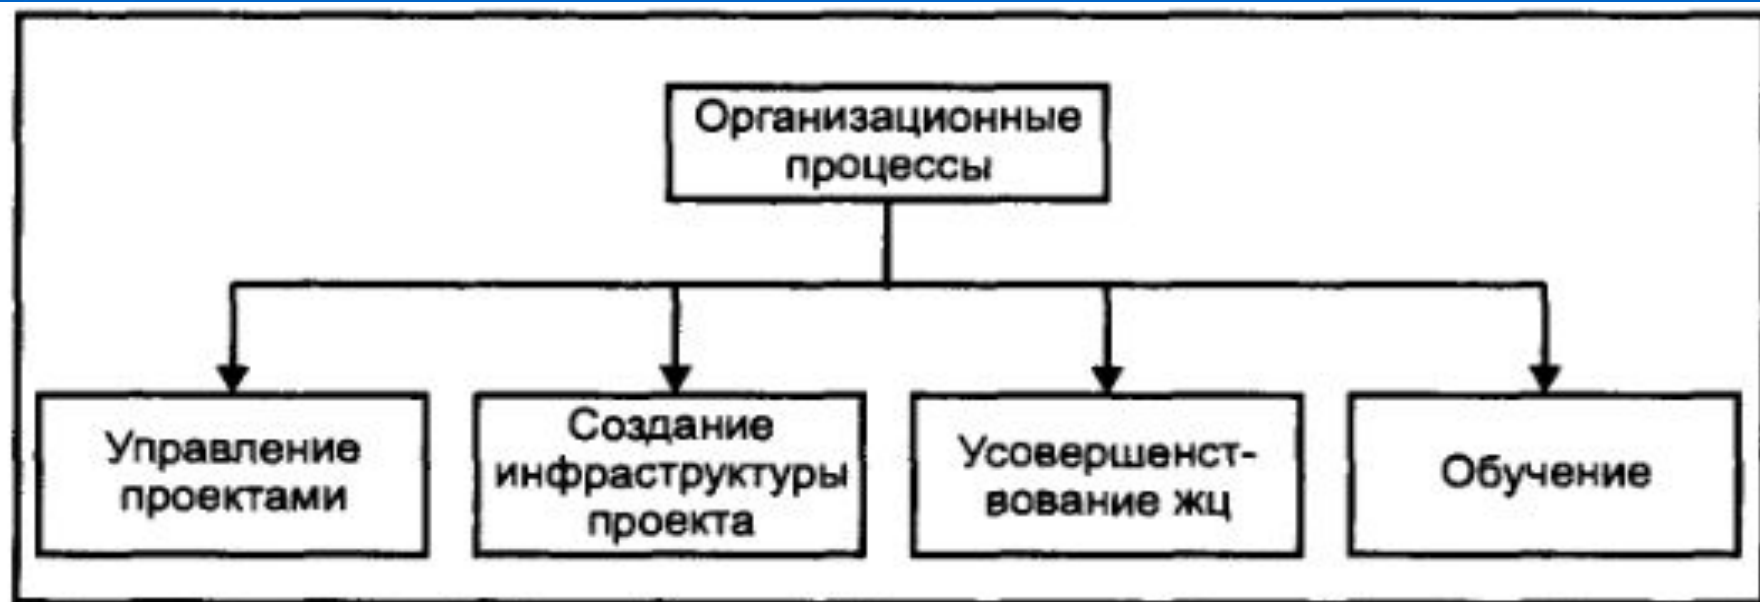 Организационные
процессы
Управление
проектами
Создание
инфраструктуры
проекта
Усовершенст-
вование жц
Обучение